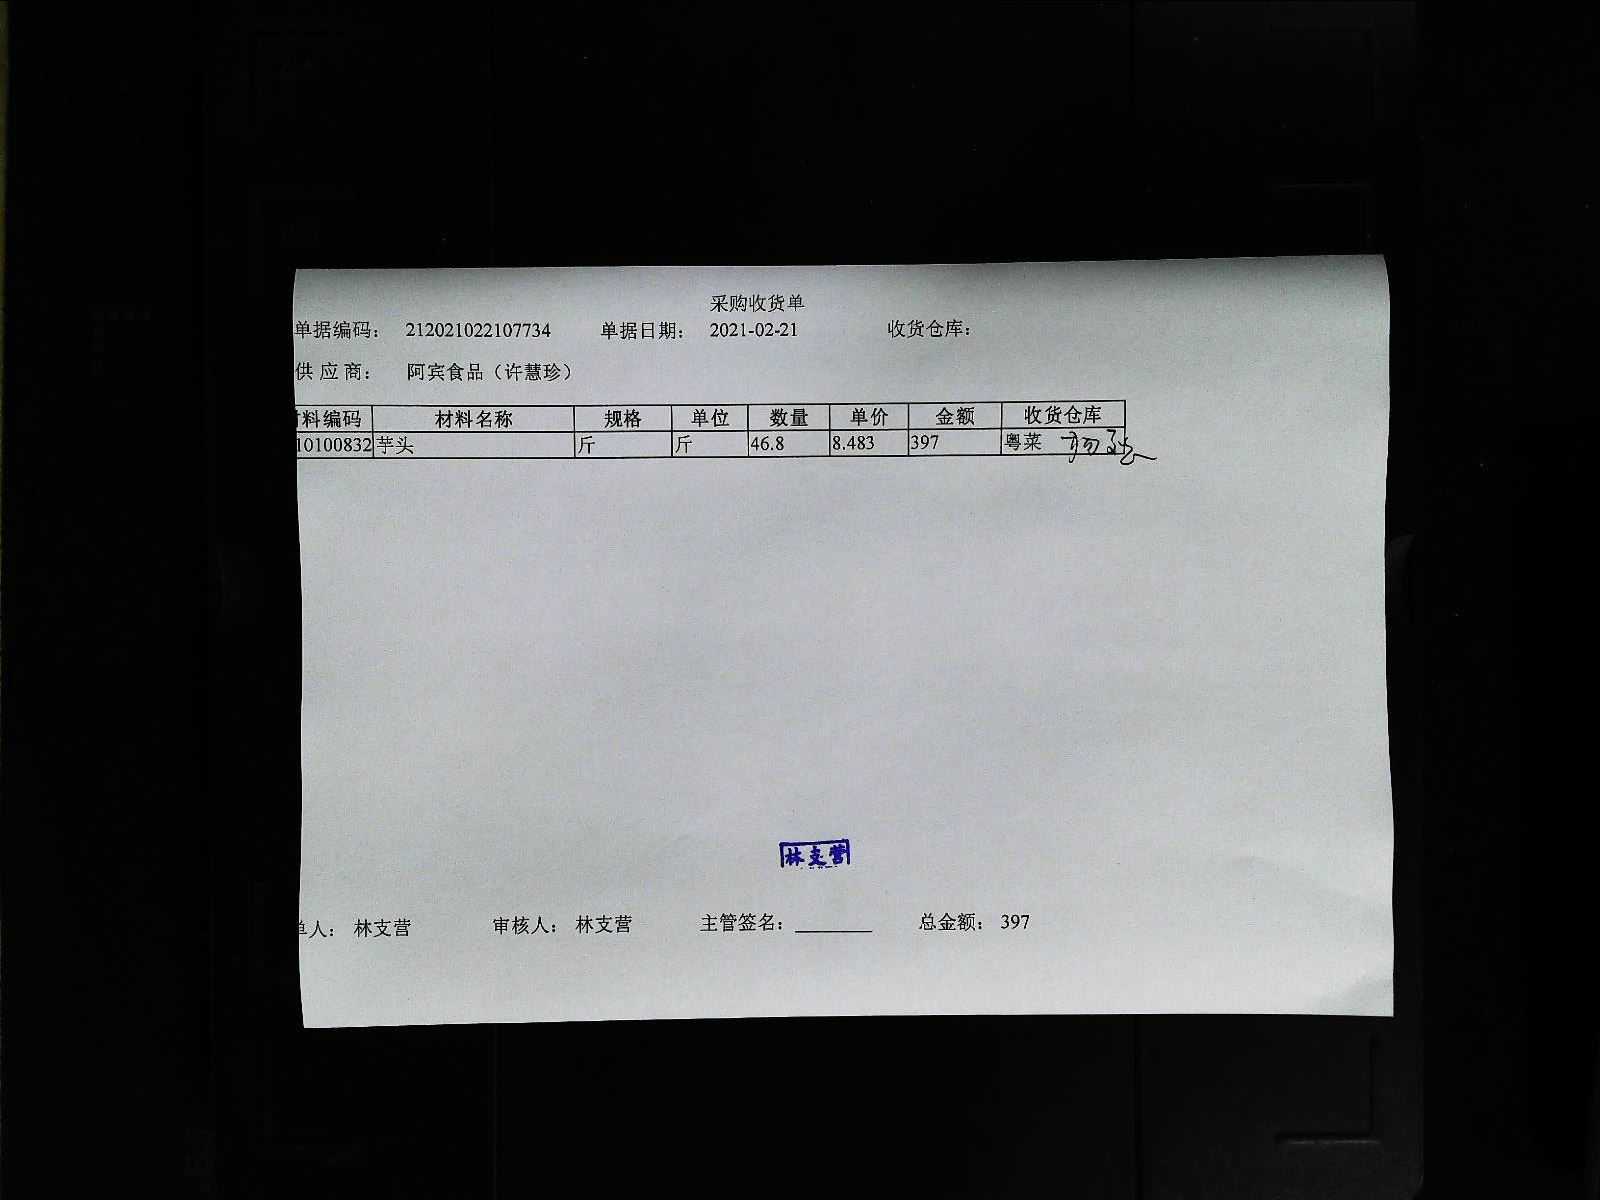 采购收货单
单据编码： 212021022107734 单据日期： 2021-02-21 收货仓库：
供应商： 阿宾食品（许慧珍）
料编码 材料名称 规格 单位 数量 单价 金额 收货仓库
10100832 芋头 斤 斤 46.8 8.483 397 粤菜
林支营
单人： 林支营 审核人： 林支营 主管签名： 总金额： 397